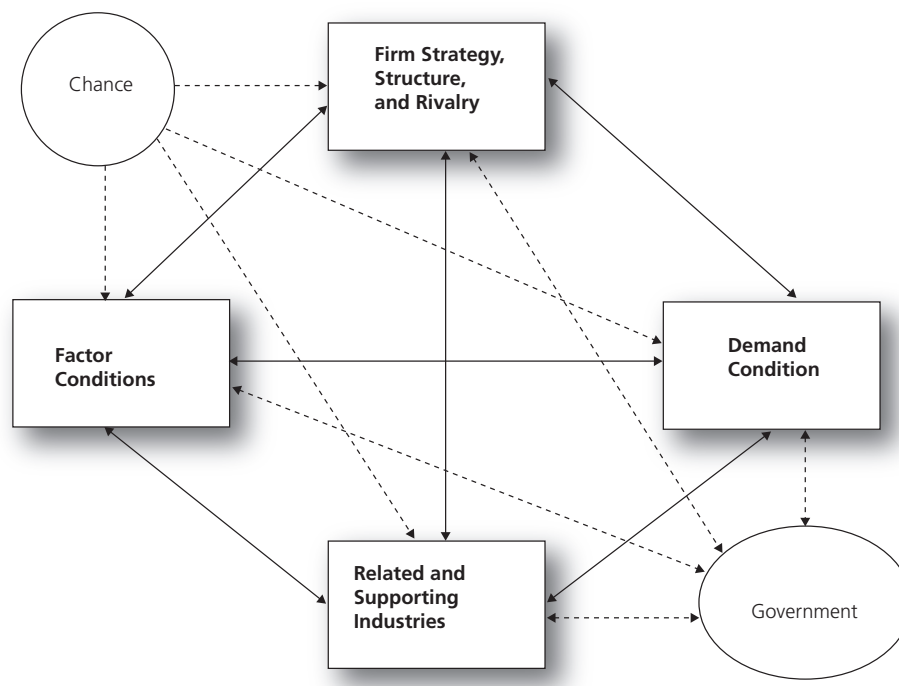 Chance
Firm Strategy,
Structure,
and Rivalry
Factor
Conditions
Demand
Condition
Related and
Supporting
Industries
Government